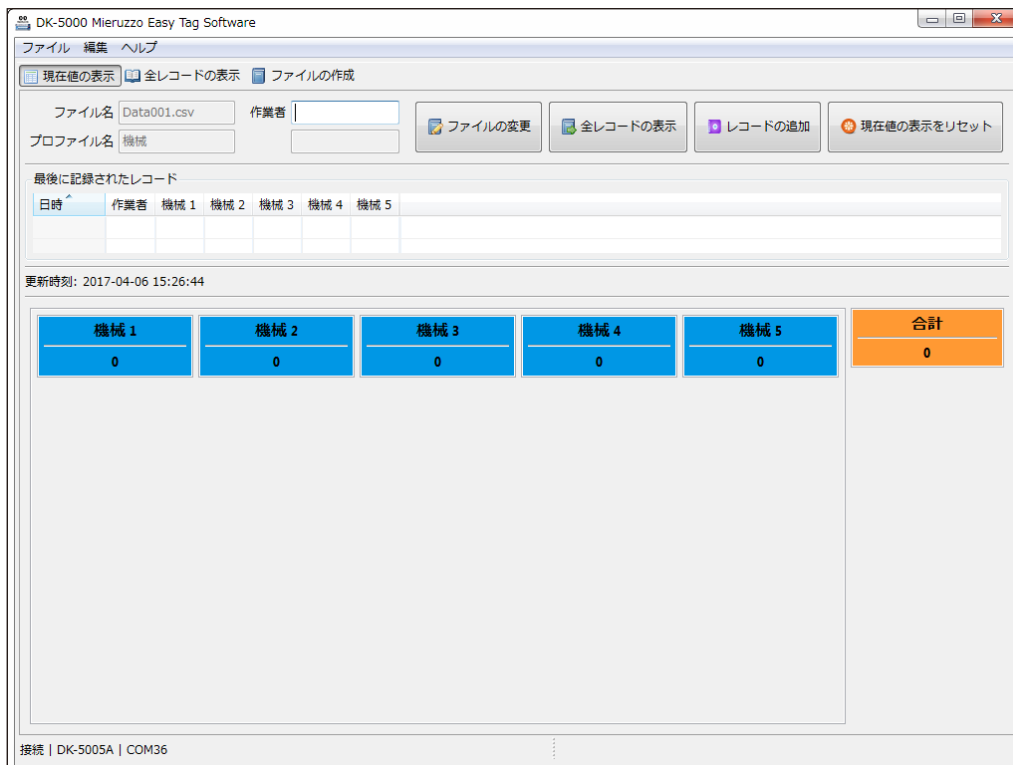 DK-5000 Mieruzzo Easy Tag Software
ファイル 編集 ヘルプ
現在値の表示 全レコードの表示 ファイルの作成
ファイル名 Data001.csv 作業者 ファイルの変更 全レコードの表示 レコードの追加 現在値の表示をリセット
プロファイル名 機械
最後に記録されたレコード
日時 作業者 機械 1 機械 2 機械 3 機械 4 機械 5
更新時刻: 2017-04-06 15:26:44
機械 1 機械 2 機械 3 機械 4 機械 5 合計
0 0 0 0 0 0
接続 | DK-5005A | COM36